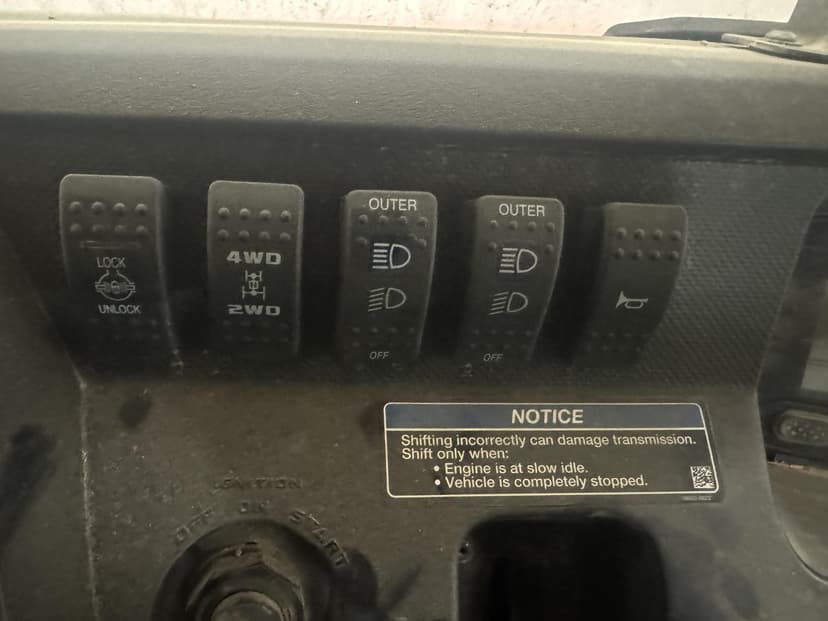 OUTER
OUTER
LOCK
UNLOCK
4WD
2WD
OFF
OFF
NOTICE
Shifting incorrectly can damage transmission.
Shift only when:
• Engine is at slow idle.
• Vehicle is completely stopped.
IGNITION
OFF ON START